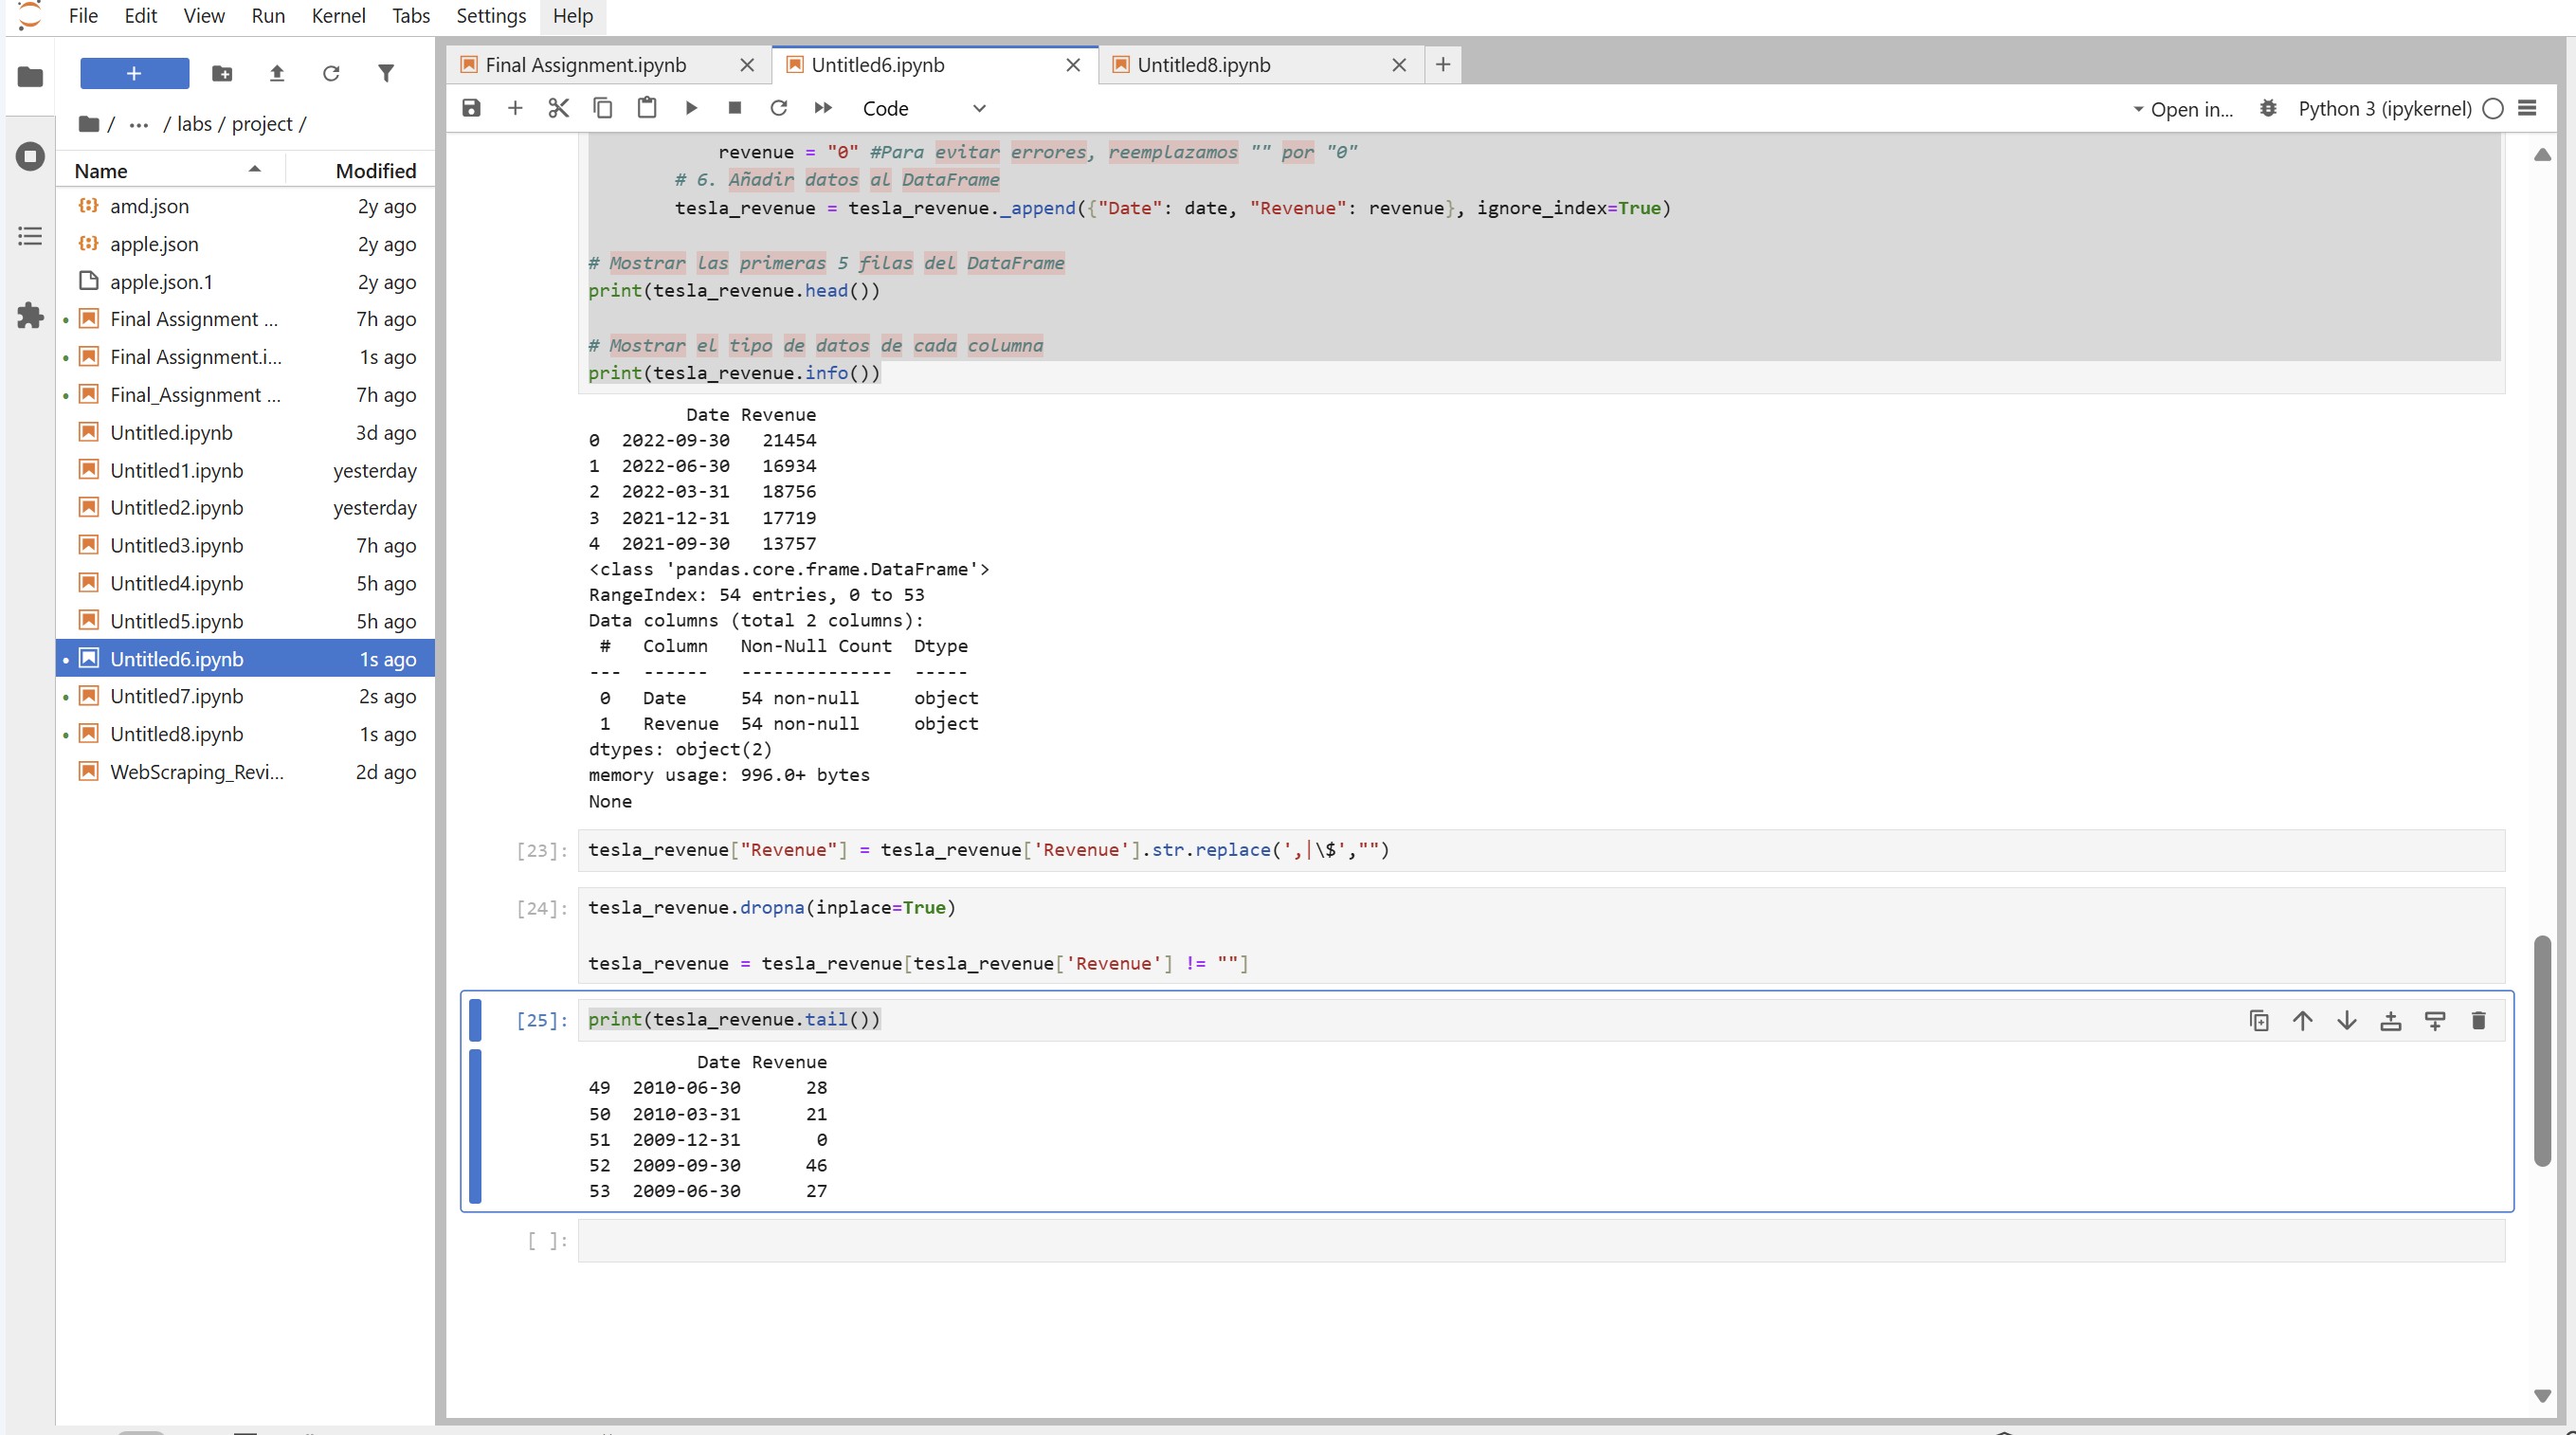 File Edit View Run Kernel Tabs Settings Help
Final Assignment.ipynb Untitled6.ipynb Untitled8.ipynb
Code Open in... Python 3 (ipykernel)
/ ... / labs / project /
Name Modified
amd.json 2y ago
apple.json 2y ago
apple.json.1 2y ago
Final Assignment ... 7h ago
Final Assignment.i... 1s ago
Final_Assignment ... 7h ago
Untitled.ipynb 3d ago
Untitled1.ipynb yesterday
Untitled2.ipynb yesterday
Untitled3.ipynb 7h ago
Untitled4.ipynb 5h ago
Untitled5.ipynb 5h ago
Untitled6.ipynb 1s ago
Untitled7.ipynb 2s ago
Untitled8.ipynb 1s ago
WebScraping_Revi... 2d ago
revenue = "0" #Para evitar errores, reemplazamos "" por "0"
# 6. Añadir datos al DataFrame
tesla_revenue = tesla_revenue._append({"Date": date, "Revenue": revenue}, ignore_index=True)
# Mostrar las primeras 5 filas del DataFrame
print(tesla_revenue.head())
# Mostrar el tipo de datos de cada columna
print(tesla_revenue.info())
Date Revenue
0 2022-09-30 21454
1 2022-06-30 16934
2 2022-03-31 18756
3 2021-12-31 17719
4 2021-09-30 13757
<class 'pandas.core.frame.DataFrame'>
RangeIndex: 54 entries, 0 to 53
Data columns (total 2 columns):
# Column Non-Null Count Dtype
--- ------ -------------- -----
0 Date 54 non-null object
1 Revenue 54 non-null object
dtypes: object(2)
memory usage: 996.0+ bytes
None
[23]: tesla_revenue["Revenue"] = tesla_revenue['Revenue'].str.replace(',|\$',"")
[24]: tesla_revenue.dropna(inplace=True)
tesla_revenue = tesla_revenue[tesla_revenue['Revenue'] != ""]
[25]: print(tesla_revenue.tail())
Date Revenue
49 2010-06-30 28
50 2010-03-31 21
51 2009-12-31 0
52 2009-09-30 46
53 2009-06-30 27
[ ]: